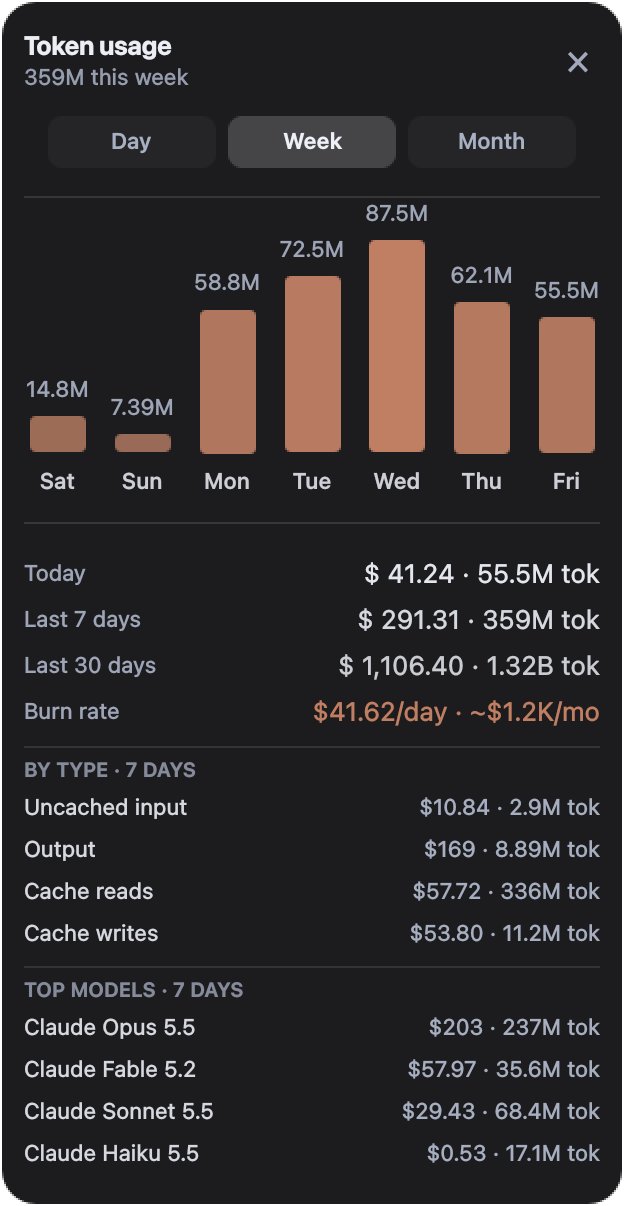 Token usage
359M this week
Day Week Month
87.5M
72.5M
62.1M
58.8M
55.5M
14.8M
7.39M
Sat Sun Mon Tue Wed Thu Fri
Today $ 41.24 · 55.5M tok
Last 7 days $ 291.31 · 359M tok
Last 30 days $ 1,106.40 · 1.32B tok
Burn rate $41.62/day · ~$1.2K/mo
BY TYPE · 7 DAYS
Uncached input $10.84 · 2.9M tok
Output $169 · 8.89M tok
Cache reads $57.72 · 336M tok
Cache writes $53.80 · 11.2M tok
TOP MODELS · 7 DAYS
Claude Opus 5.5 $203 · 237M tok
Claude Fable 5.2 $57.97 · 35.6M tok
Claude Sonnet 5.5 $29.43 · 68.4M tok
Claude Haiku 5.5 $0.53 · 17.1M tok